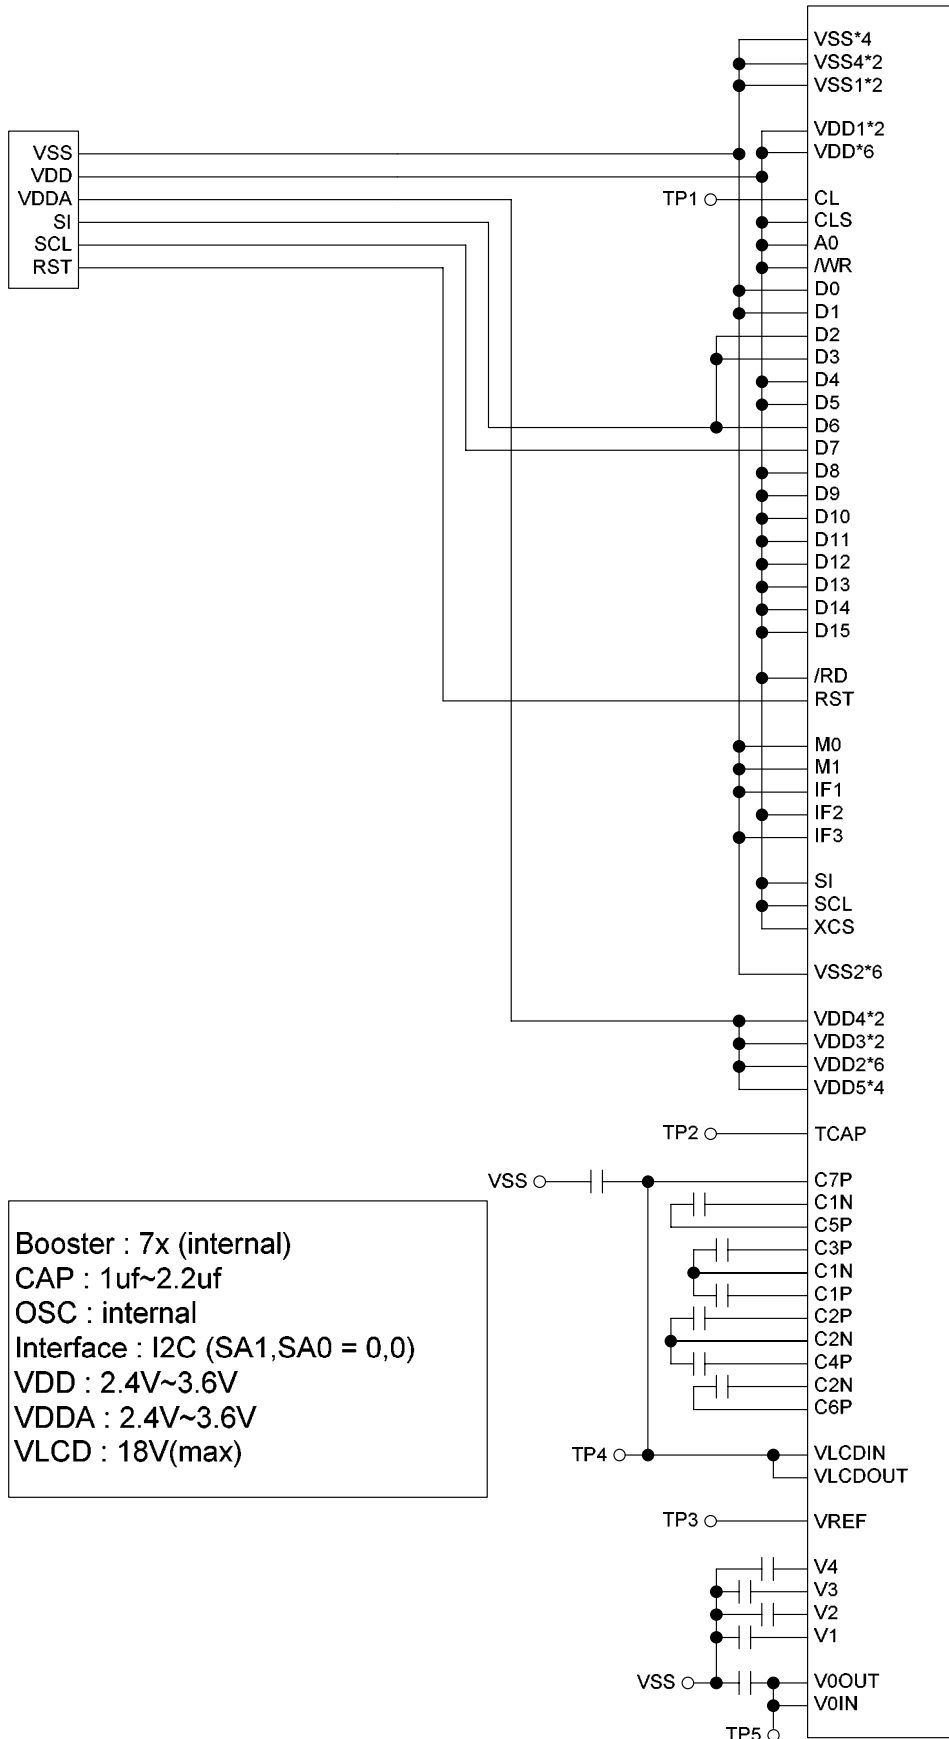 VSS*4
VSS4*2
VSS1*2
VDD1*2
VDD*6
VSS
VDD
VDDA
SI
SCL
RST
TP1
CL
CLS
A0
/WR
D0
D1
D2
D3
D4
D5
D6
D7
D8
D9
D10
D11
D12
D13
D14
D15
/RD
RST
M0
M1
IF1
IF2
IF3
SI
SCL
XCS
VSS2*6
VDD4*2
VDD3*2
VDD2*6
VDD5*4
TP2
TCAP
VSS
C7P
C1N
C5P
C3P
C1N
C1P
C2P
C2N
C4P
C2N
C6P
Booster : 7x (internal)
CAP : 1uf~2.2uf
OSC : internal
Interface : I2C (SA1,SA0 = 0,0)
VDD : 2.4V~3.6V
VDDA : 2.4V~3.6V
VLCD : 18V(max)
TP4
VLCDIN
VLCDOUT
TP3
VREF
V4
V3
V2
V1
VSS
V0OUT
V0IN
TP5